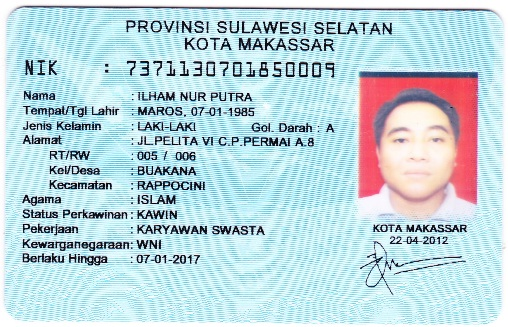 PROVINSI SULAWESI SELATAN
KOTA MAKASSAR
NIK : 7371130701850009
Nama : ILHAM NUR PUTRA
Tempat/Tgl Lahir : MAROS, 07-01-1985
Jenis Kelamin : LAKI-LAKI Gol. Darah : A
Alamat : JL.PELITA VI C.P.PERMAI A.8
RT/RW : 005 / 006
Kel/Desa : BUAKANA
Kecamatan : RAPPOCINI
Agama : ISLAM
Status Perkawinan : KAWIN
Pekerjaan : KARYAWAN SWASTA
Kewarganegaraan: WNI
Berlaku Hingga : 07-01-2017
KOTA MAKASSAR
22-04-2012